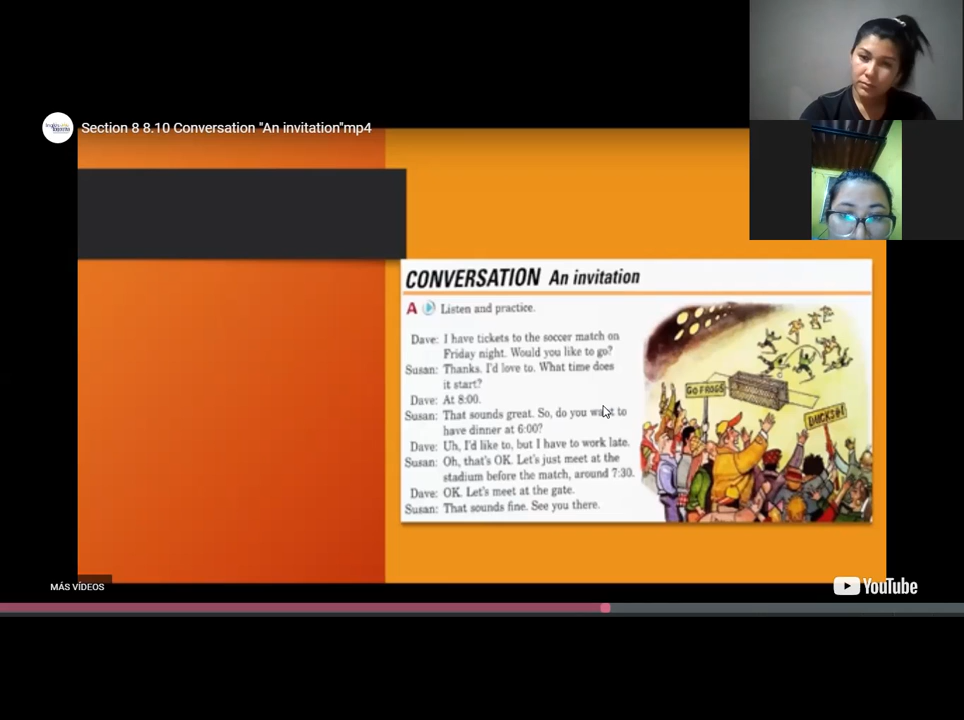 Section 8 8.10 Conversation "An invitation"mp4
CONVERSATION An invitation
A Listen and practice.
Dave: I have tickets to the soccer match on
Friday night. Would you like to go?
Susan: Thanks. I'd love to. What time does
it start?
Dave: At 8:00.
Susan: That sounds great. So, do you want to
have dinner at 6:00?
Dave: Uh, I'd like to, but I have to work late.
Susan: Oh, that's OK. Let's just meet at the
stadium before the match, around 7:30.
Dave: OK. Let's meet at the gate.
Susan: That sounds fine. See you there.
GO FROGS
MÁS VÍDEOS
YouTube